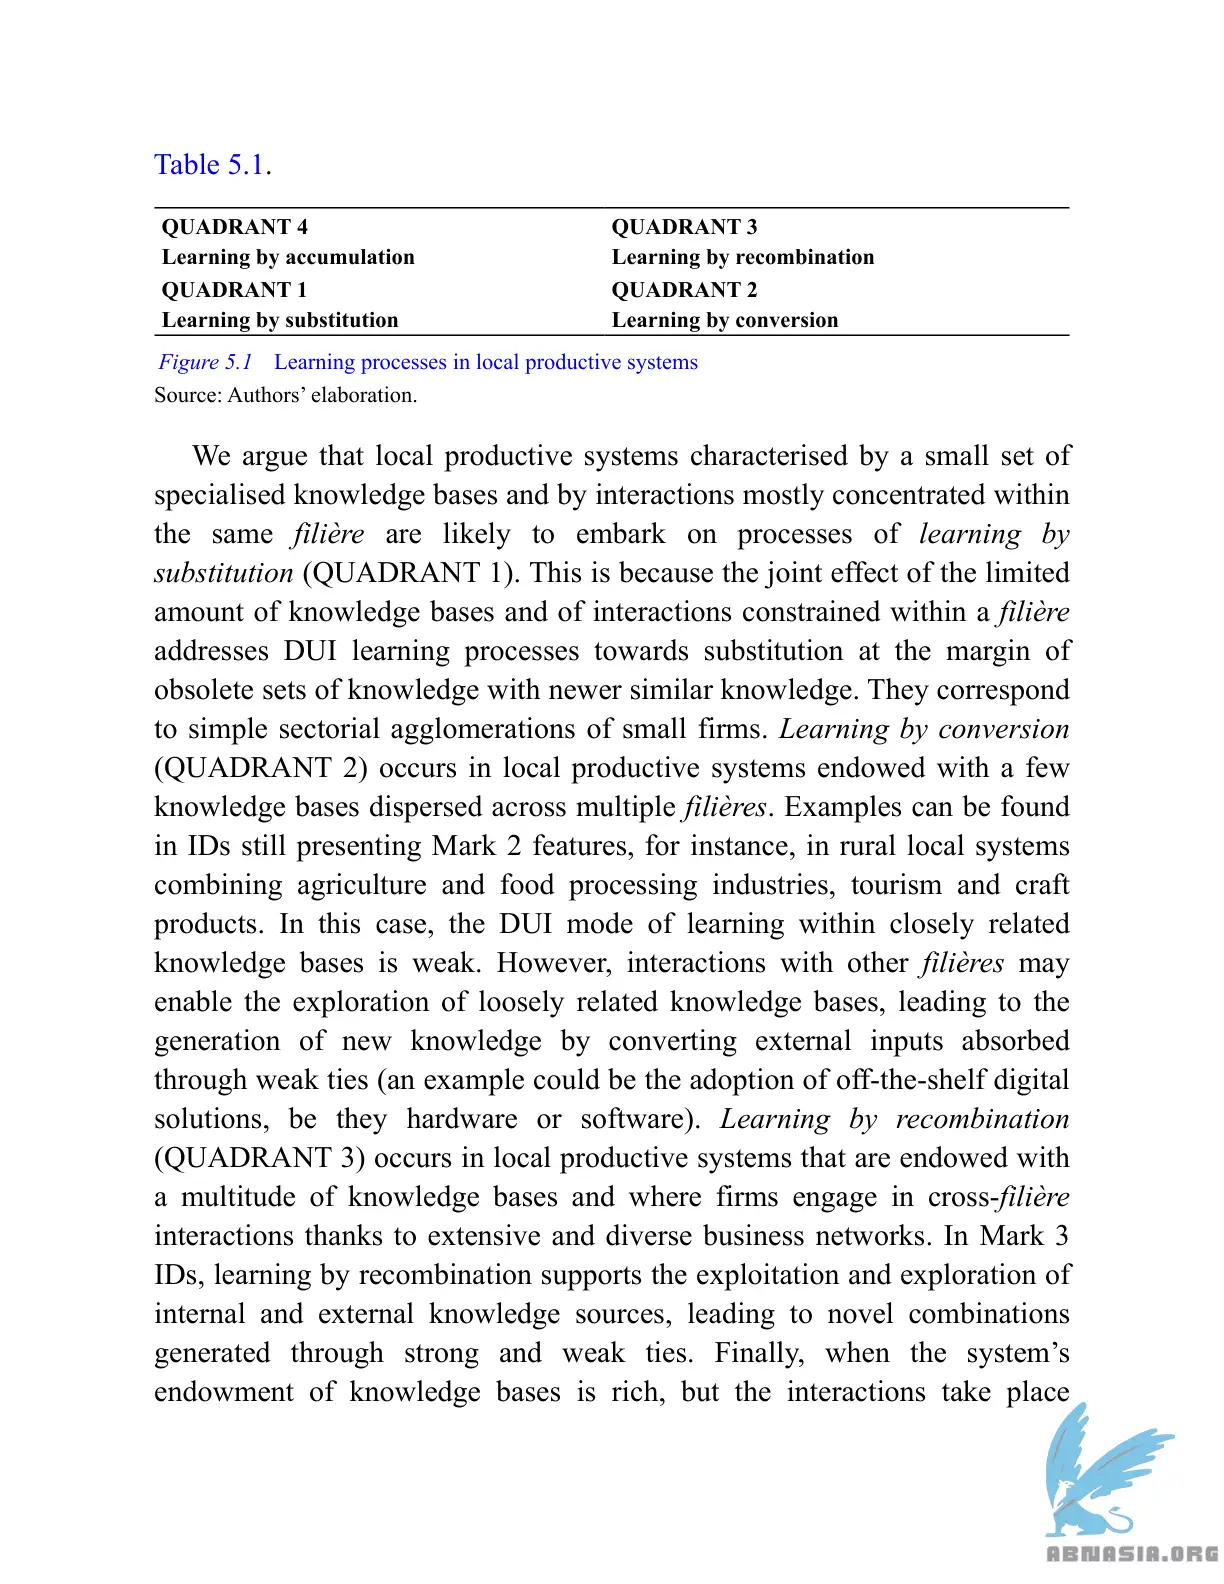 Table 5.1.
QUADRANT 4 QUADRANT 3
Learning by accumulation Learning by recombination
QUADRANT 1 QUADRANT 2
Learning by substitution Learning by conversion
Figure 5.1 Learning processes in local productive systems
Source: Authors’ elaboration.
We argue that local productive systems characterised by a small set of
specialised knowledge bases and by interactions mostly concentrated within
the same filière are likely to embark on processes of learning by
substitution (QUADRANT 1). This is because the joint effect of the limited
amount of knowledge bases and of interactions constrained within a filière
addresses DUI learning processes towards substitution at the margin of
obsolete sets of knowledge with newer similar knowledge. They correspond
to simple sectorial agglomerations of small firms. Learning by conversion
(QUADRANT 2) occurs in local productive systems endowed with a few
knowledge bases dispersed across multiple filières. Examples can be found
in IDs still presenting Mark 2 features, for instance, in rural local systems
combining agriculture and food processing industries, tourism and craft
products. In this case, the DUI mode of learning within closely related
knowledge bases is weak. However, interactions with other filières may
enable the exploration of loosely related knowledge bases, leading to the
generation of new knowledge by converting external inputs absorbed
through weak ties (an example could be the adoption of off-the-shelf digital
solutions, be they hardware or software). Learning by recombination
(QUADRANT 3) occurs in local productive systems that are endowed with
a multitude of knowledge bases and where firms engage in cross-filière
interactions thanks to extensive and diverse business networks. In Mark 3
IDs, learning by recombination supports the exploitation and exploration of
internal and external knowledge sources, leading to novel combinations
generated through strong and weak ties. Finally, when the system’s
endowment of knowledge bases is rich, but the interactions take place
ABNASIA.ORG